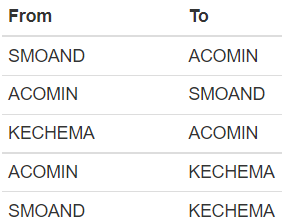 From To
SMOAND ACOMIN
ACOMIN SMOAND
KECHEMA ACOMIN
ACOMIN KECHEMA
SMOAND KECHEMA